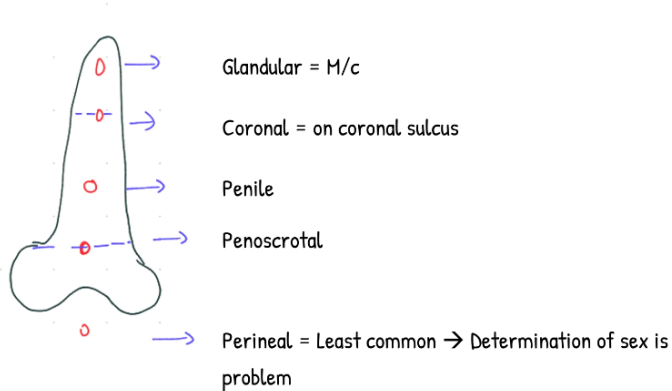 Glandular = M/c
Coronal = on coronal sulcus
Penile
Penoscrotal
Perineal = Least common → Determination of sex is
problem